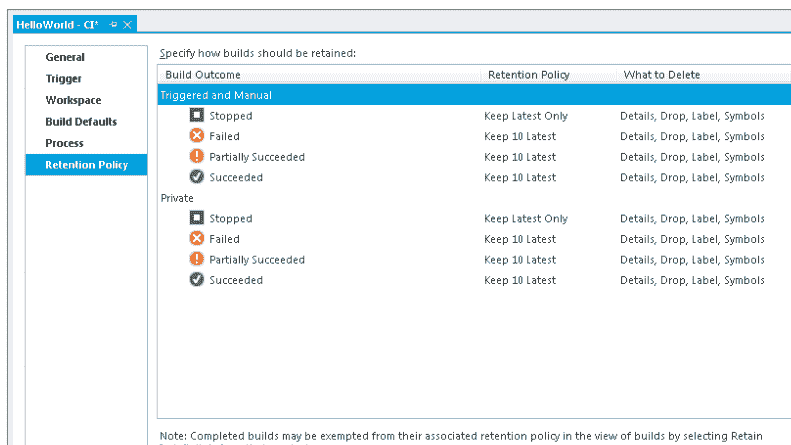 HelloWorld - CI*
General
Trigger
Workspace
Build Defaults
Process
Retention Policy
Specify how builds should be retained:
Build Outcome Retention Policy What to Delete
Triggered and Manual
Stopped Keep Latest Only Details, Drop, Label, Symbols
Failed Keep 10 Latest Details, Drop, Label, Symbols
Partially Succeeded Keep 10 Latest Details, Drop, Label, Symbols
Succeeded Keep 10 Latest Details, Drop, Label, Symbols
Private
Stopped Keep Latest Only Details, Drop, Label, Symbols
Failed Keep 10 Latest Details, Drop, Label, Symbols
Partially Succeeded Keep 10 Latest Details, Drop, Label, Symbols
Succeeded Keep 10 Latest Details, Drop, Label, Symbols
Note: Completed builds may be exempted from their associated retention policy in the view of builds by selecting Retain